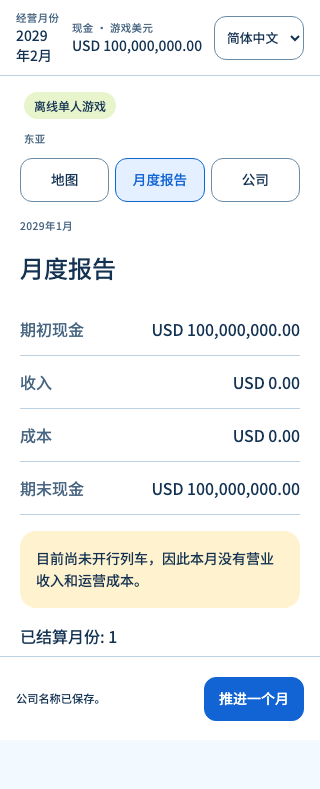 经营月份
2029
年2月
现金 · 游戏美元
USD 100,000,000.00
简体中文
离线单人游戏
东亚
地图
月度报告
公司
2029年1月
月度报告
期初现金 USD 100,000,000.00
收入 USD 0.00
成本 USD 0.00
期末现金 USD 100,000,000.00
目前尚未开行列车，因此本月没有营业
收入和运营成本。
已结算月份: 1
公司名称已保存。
推进一个月